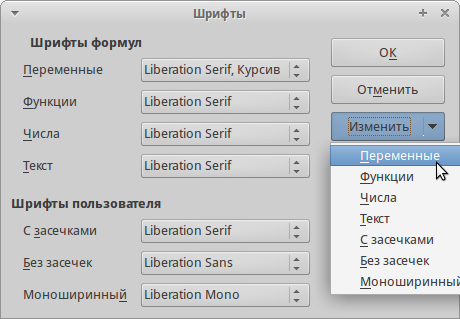 Шрифты
Шрифты формул
Переменные
Liberation Serif, Курсив
Функции
Liberation Serif
Числа
Liberation Serif
Текст
Liberation Serif
Шрифты пользователя
С засечками
Liberation Serif
Без засечек
Liberation Sans
Моноширинный
Liberation Mono
ОК
Отменить
Изменить
Переменные
Функции
Числа
Текст
С засечками
Без засечек
Моноширинный